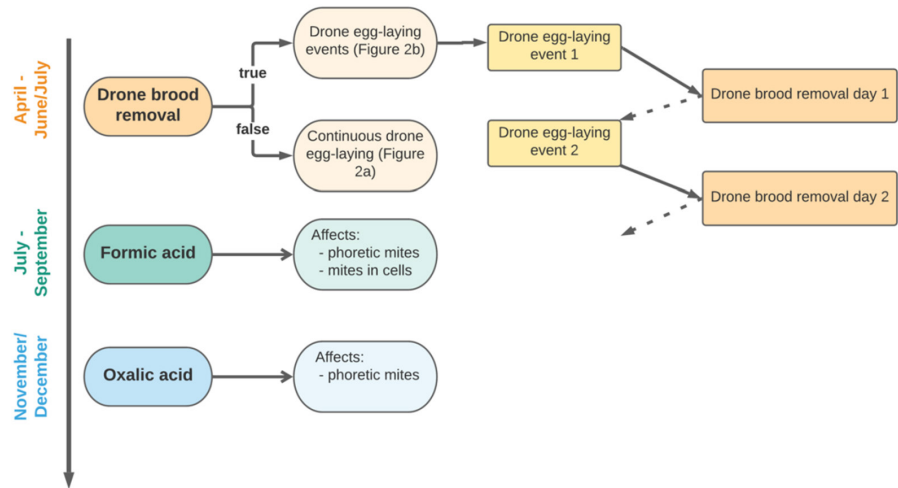 April -
June/July
Drone brood
removal
true
false
Drone egg-laying
events (Figure 2b)
Continuous drone
egg-laying (Figure
2a)
Drone egg-laying
event 1
Drone brood removal day 1
Drone egg-laying
event 2
Drone brood removal day 2
July -
September
Formic acid
Affects:
- phoretic mites
- mites in cells
November/
December
Oxalic acid
Affects:
- phoretic mites